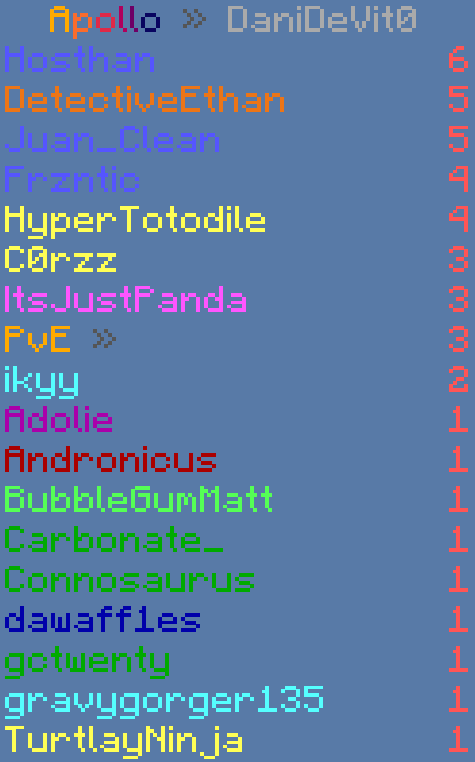 Apollo » DaniDeVit0
Hosthan 6
DetectiveEthan 5
Juan_Clean 5
Frzntic 4
HyperTotodile 4
C0rzz 3
ItsJustPanda 3
PvE » 3
ikyy 2
Adolie 1
Andronicus 1
BubbleGumMatt 1
Carbonate_ 1
Connosaurus 1
dawaff1es 1
gotwenty 1
gravygorger135 1
TurtlayNinja 1